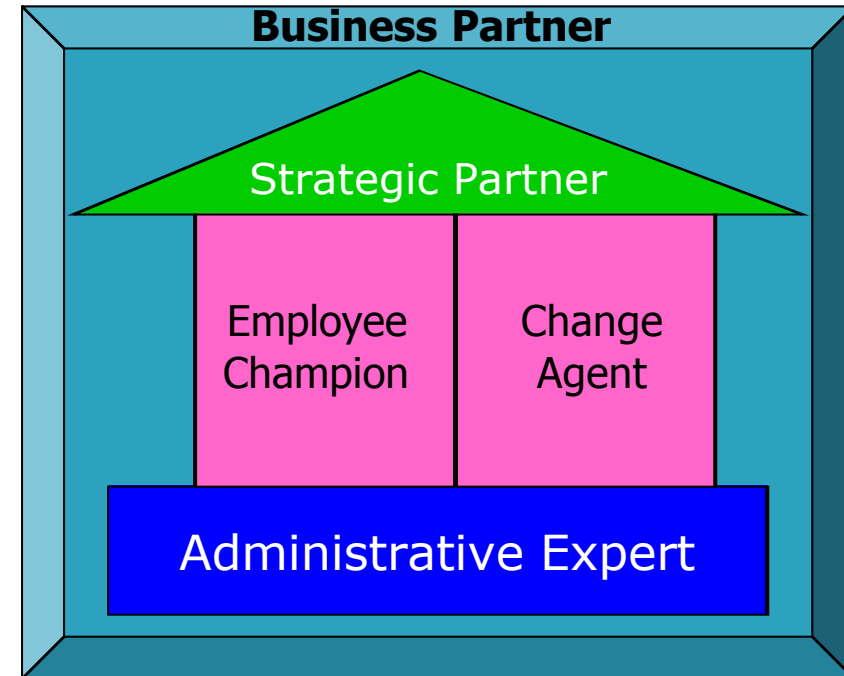 Business Partner
Strategic Partner
Employee
Champion
Change
Agent
Administrative Expert